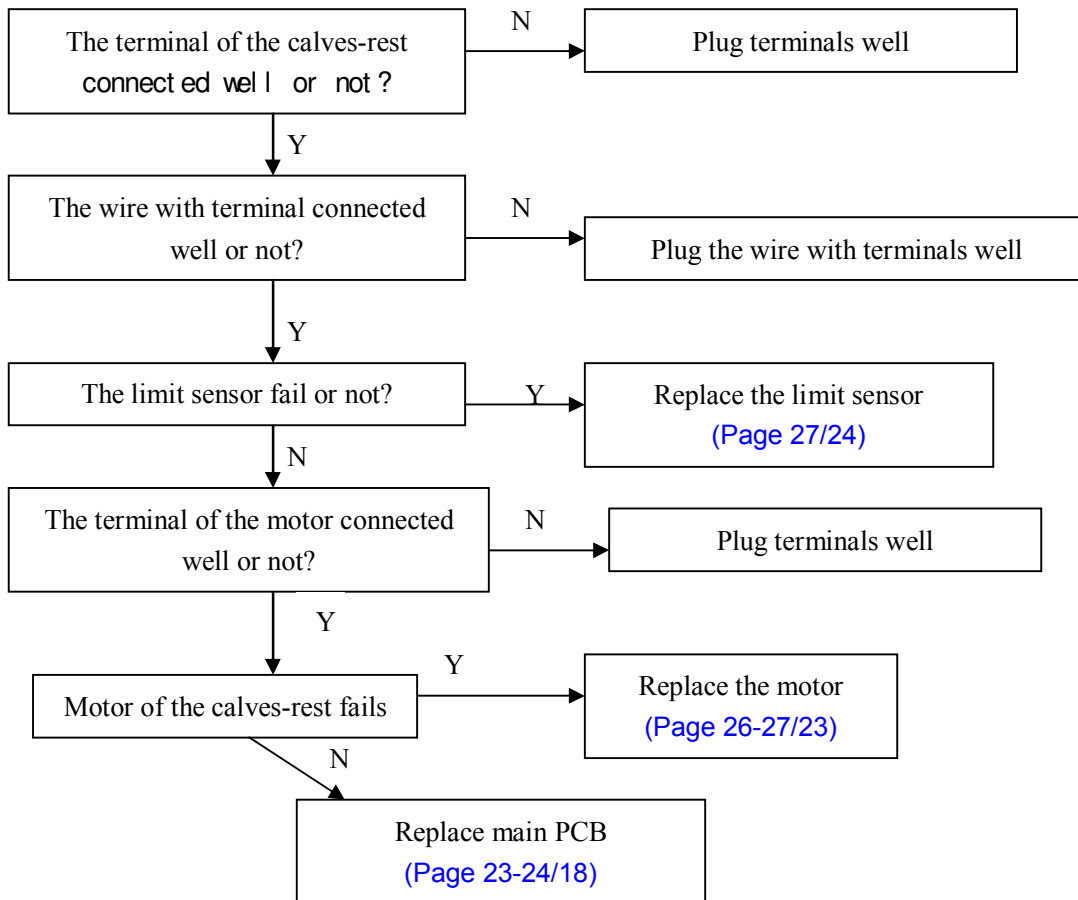 The terminal of the calves-rest
connected well or not?
N
Plug terminals well
Y
The wire with terminal connected
well or not?
N
Plug the wire with terminals well
Y
The limit sensor fail or not?
Y
Replace the limit sensor
(Page 27/24)
N
The terminal of the motor connected
well or not?
N
Plug terminals well
Y
Motor of the calves-rest fails
Y
Replace the motor
(Page 26-27/23)
N
Replace main PCB
(Page 23-24/18)